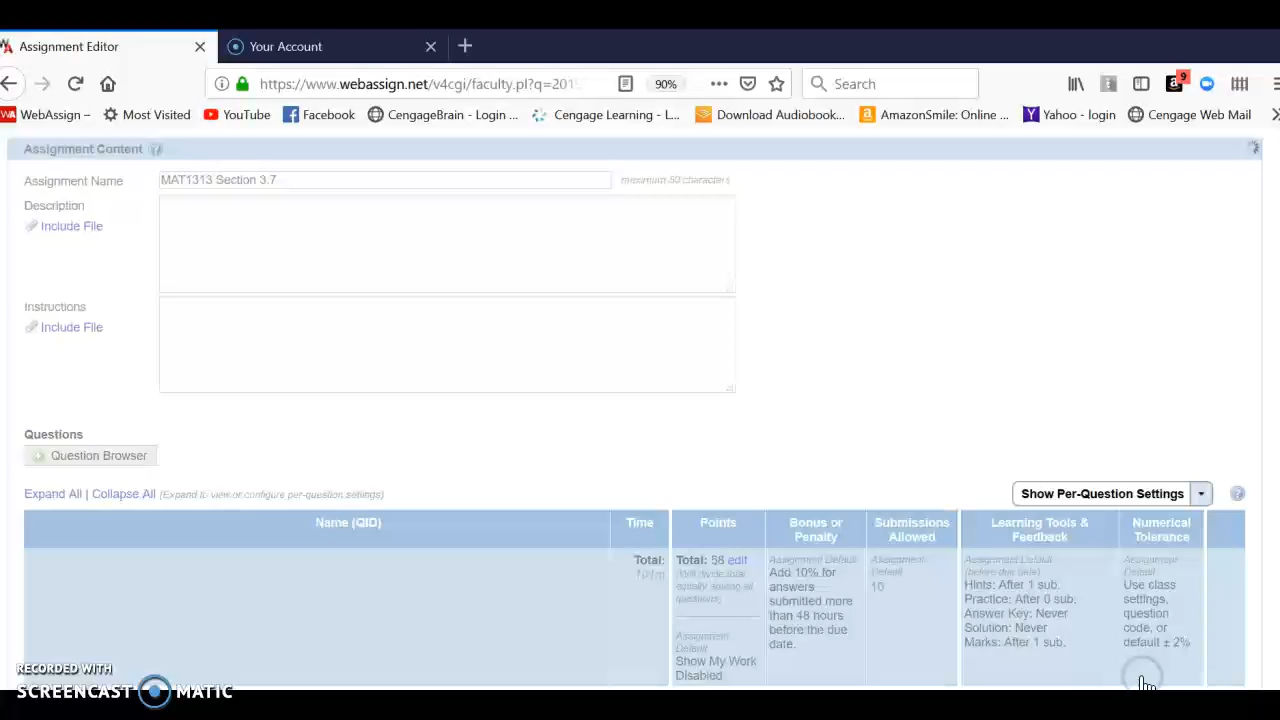 Assignment Editor
Your Account
https://www.webassign.net/v4cgi/faculty.pl?q=201
90%
Search
9
WebAssign –
Most Visited
YouTube
Facebook
CengageBrain - Login ...
Cengage Learning - L...
Download Audiobook...
AmazonSmile: Online ...
Yahoo - login
Cengage Web Mail
Assignment Content
Assignment Name
MAT1313 Section 3.7
maximum 50 characters
Description
Include File
Instructions
Include File
Questions
Question Browser
Expand All | Collapse All (Expand to view or configure per-question settings)
Show Per-Question Settings
Name (QID)
Time
Points
Bonus or
Penalty
Submissions
Allowed
Learning Tools &
Feedback
Numerical
Tolerance
Total:
101m
Total: 58 edit
(Will divide total
equally among all
questions)
Assignment
Default
Show My Work
Disabled
Assignment Default
Add 10% for
answers
submitted more
than 48 hours
before the due
date.
Assignment
Default
10
Assignment Default
(before due date)
Hints: After 1 sub.
Practice: After 0 sub.
Answer Key: Never
Solution: Never
Marks: After 1 sub.
Assignment
Default
Use class
settings,
question
code, or
default ± 2%
RECORDED WITH
SCREENCAST MATIC